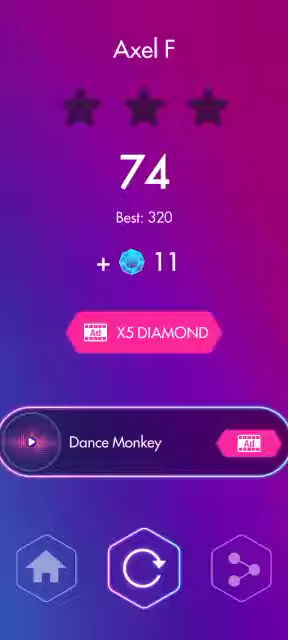 Axel F
74
Best: 320
+ 11
Ad X5 DIAMOND
Dance Monkey
Ad